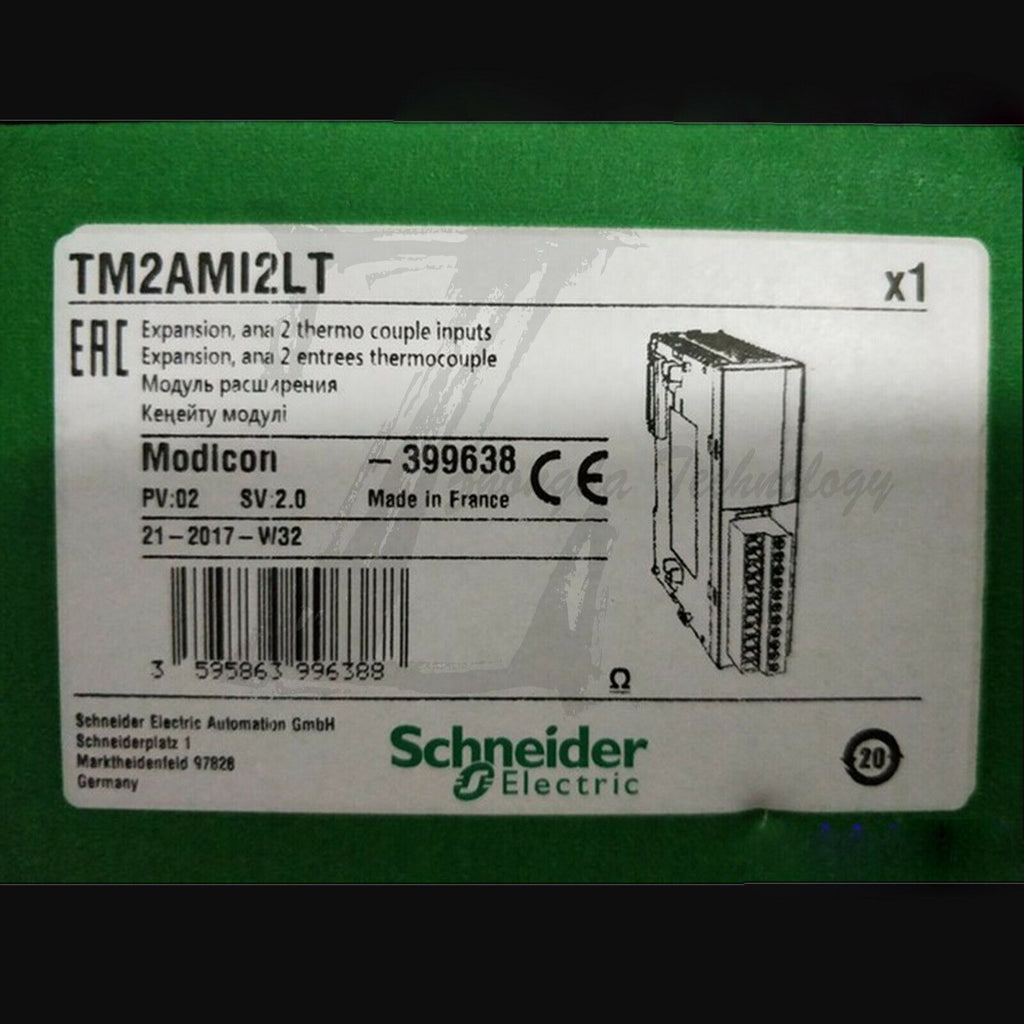 TM2AMI2LT x1
EAC
Expansion, ana 2 thermo couple inputs
Expansion, ana 2 entrees thermocouple
Модуль расширения
Кеңейту модулі
Modicon - 399638 CE
PV:02 SV:2.0 Made in France
21-2017-W32
3 595863 996388
Ω
Schneider Electric Automation GmbH
Schneiderplatz 1
Marktheidenfeld 97828
Germany
Schneider
Electric
20
Technology